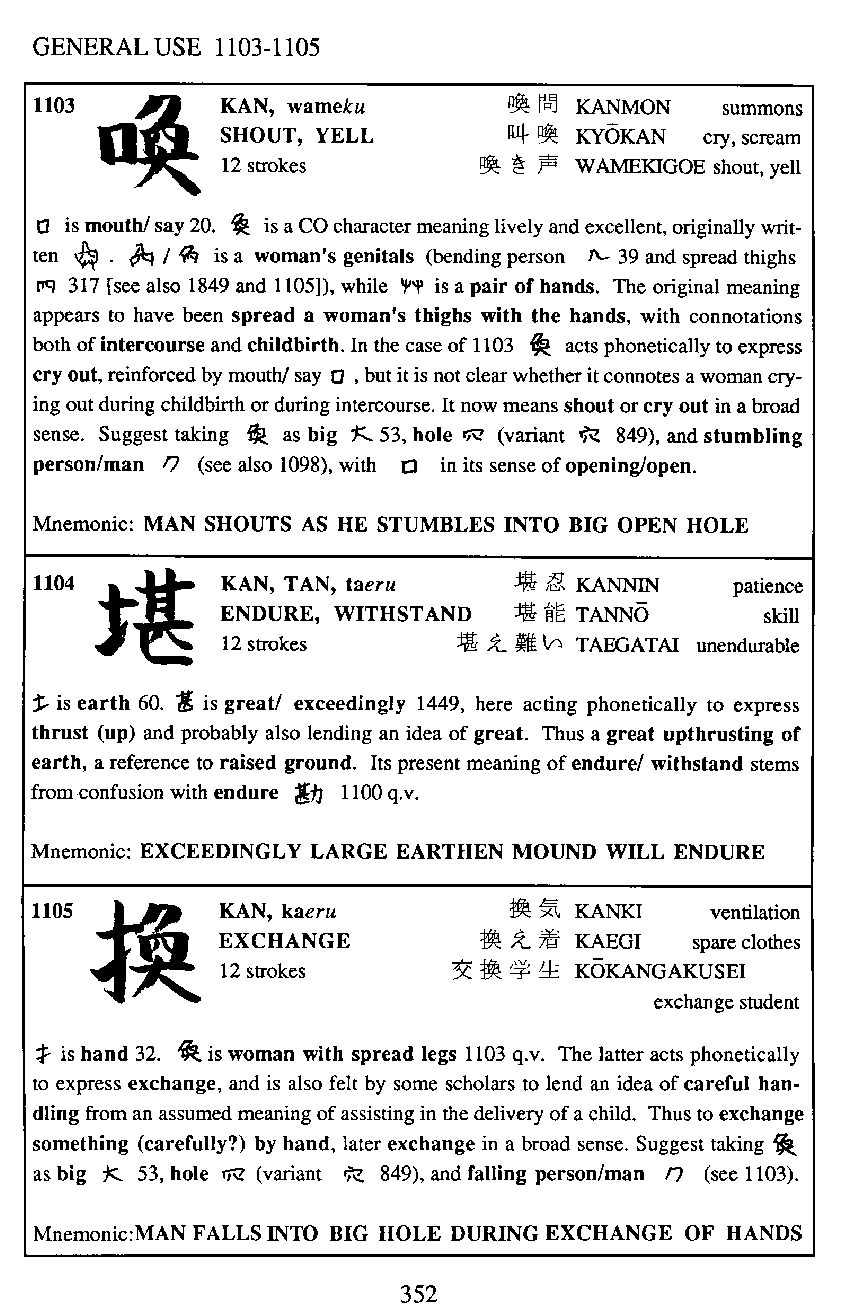 GENERAL USE 1103-1105
1103 喚 KAN, wameku 喚問 KANMON summons
SHOUT, YELL 叫喚 KYŌKAN cry, scream
12 strokes 喚き声 WAMEKIGOE shout, yell
口 is mouth/ say 20. 奐 is a CO character meaning lively and excellent, originally writ-
ten . / is a woman's genitals (bending person 39 and spread thighs
317 [see also 1849 and 1105]), while is a pair of hands. The original meaning
appears to have been spread a woman's thighs with the hands, with connotations
both of intercourse and childbirth. In the case of 1103 奐 acts phonetically to express
cry out, reinforced by mouth/ say 口 , but it is not clear whether it connotes a woman cry-
ing out during childbirth or during intercourse. It now means shout or cry out in a broad
sense. Suggest taking 奐 as big 大 53, hole (variant 穴 849), and stumbling
person/man ⺈ (see also 1098), with 口 in its sense of opening/open.
Mnemonic: MAN SHOUTS AS HE STUMBLES INTO BIG OPEN HOLE
1104 堪 KAN, TAN, taeru 堪忍 KANNIN patience
ENDURE, WITHSTAND 堪能 TANNŌ skill
12 strokes 堪え難い TAEGATAI unendurable
土 is earth 60. 甚 is great/ exceedingly 1449, here acting phonetically to express
thrust (up) and probably also lending an idea of great. Thus a great upthrusting of
earth, a reference to raised ground. Its present meaning of endure/ withstand stems
from confusion with endure 勘 1100 q.v.
Mnemonic: EXCEEDINGLY LARGE EARTHEN MOUND WILL ENDURE
1105 換 KAN, kaeru 換気 KANKI ventilation
EXCHANGE 換え着 KAEGI spare clothes
12 strokes 交換学生 KŌKANGAKUSEI
exchange student
扌 is hand 32. 奐 is woman with spread legs 1103 q.v. The latter acts phonetically
to express exchange, and is also felt by some scholars to lend an idea of careful han-
dling from an assumed meaning of assisting in the delivery of a child. Thus to exchange
something (carefully?) by hand, later exchange in a broad sense. Suggest taking 奐
as big 大 53, hole (variant 穴 849), and falling person/man ⺈ (see 1103).
Mnemonic:MAN FALLS INTO BIG HOLE DURING EXCHANGE OF HANDS
352